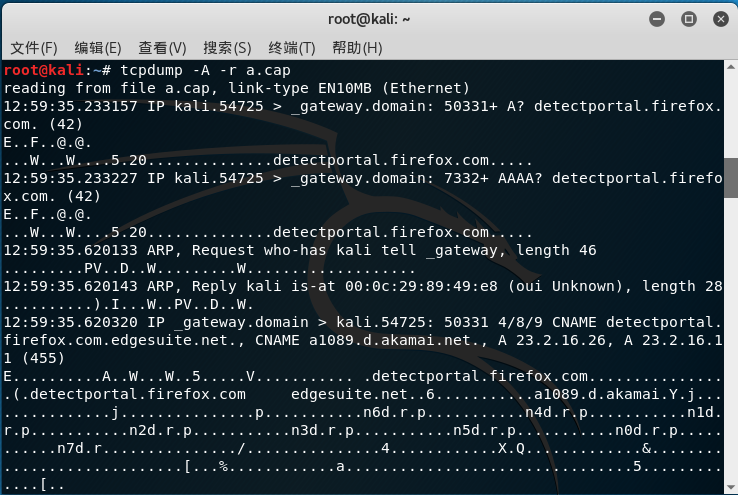 root@kali: ~
文件(F) 编辑(E) 查看(V) 搜索(S) 终端(T) 帮助(H)
root@kali:~# tcpdump -A -r a.cap
reading from file a.cap, link-type EN10MB (Ethernet)
12:59:35.233157 IP kali.54725 > _gateway.domain: 50331+ A? detectportal.firefox.
com. (42)
E..F..@.@.
...W...W....5.20..............detectportal.firefox.com.....
12:59:35.233227 IP kali.54725 > _gateway.domain: 7332+ AAAA? detectportal.firefo
x.com. (42)
E..F..@.@.
...W...W....5.20..............detectportal.firefox.com.....
12:59:35.620133 ARP, Request who-has kali tell _gateway, length 46
.........PV..D..W.........W...................
12:59:35.620143 ARP, Reply kali is-at 00:0c:29:89:49:e8 (oui Unknown), length 28
..........).I...W..PV..D..W.
12:59:35.620320 IP _gateway.domain > kali.54725: 50331 4/8/9 CNAME detectportal.
firefox.com.edgesuite.net., CNAME a1089.d.akamai.net., A 23.2.16.26, A 23.2.16.1
1 (455)
E..........A..W...W..5.....V........... .detectportal.firefox.com...............
.(.detectportal.firefox.com     edgesuite.net..6...........a1089.d.akamai.Y.j...
............j...............p...........n6d.r.p...........n4d.r.p...........n1d.
r.p...........n2d.r.p...........n3d.r.p...........n5d.r.p...........n0d.r.p.....
......n7d.r.............../................4............X.Q.............&........
....................[...%............a................................5.........
....[..